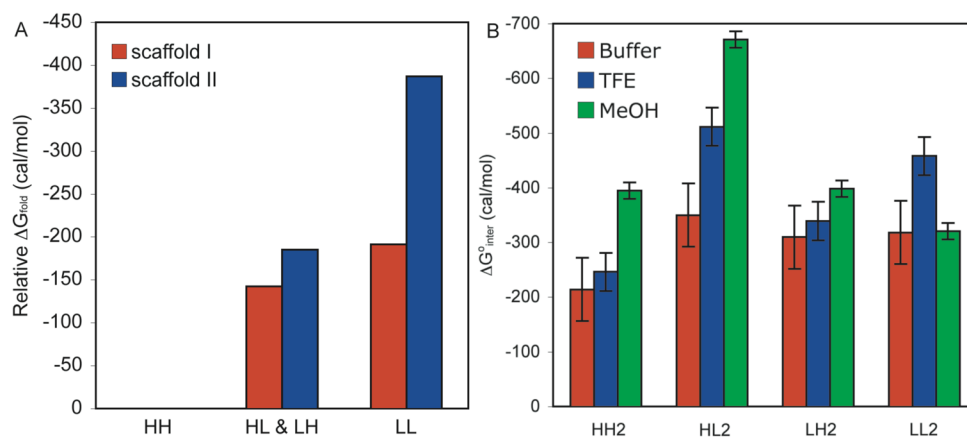 A
Relative ΔGfold (cal/mol)
-450
-400
-350
-300
-250
-200
-150
-100
-50
0
scaffold I
scaffold II
HH
HL & LH
LL
B
ΔG°inter (cal/mol)
-700
-600
-500
-400
-300
-200
-100
0
Buffer
TFE
MeOH
HH2
HL2
LH2
LL2